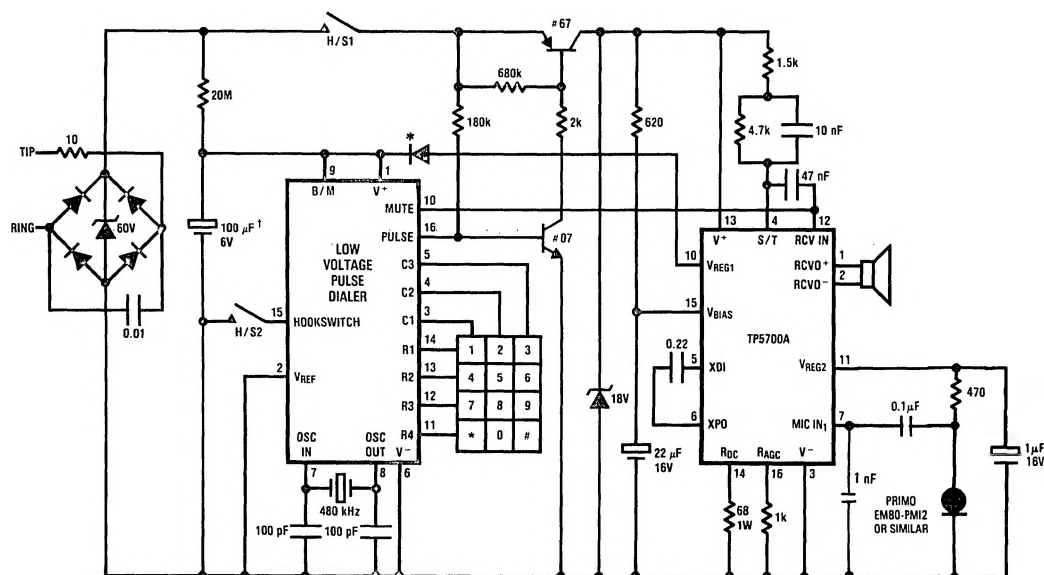 H/S1
#67
1.5k
680k
20M
180k
2k
620
4.7k
10 nF
TIP
10
*
47 nF
9
1
B/M
V+
MUTE
10
13
4
12
V+
S/T
RCV IN
RING
60V
100 µF†
6V
PULSE
16
#07
LOW
VOLTAGE
PULSE
DIALER
C3
5
10
VREG1
RCVO+
1
RCVO−
2
C2
4
0.01
H/S2
15
HOOKSWITCH
C1
3
15
VBIAS
R1
14
1
2
3
0.22
TP5700A
2
VREF
R2
13
4
5
6
5
XDI
VREG2
11
R3
12
7
8
9
18V
470
R4
11
*
0
#
6
XPO
MIC IN1
7
0.1µF
OSC
IN
OSC
OUT
V−
22 µF
16V
RDC
RAGC
V−
1µF
16V
7
8
6
14
16
3
1 nF
480 kHz
68
1W
1k
PRIMO
EM80-PMI2
OR SIMILAR
100 pF
100 pF